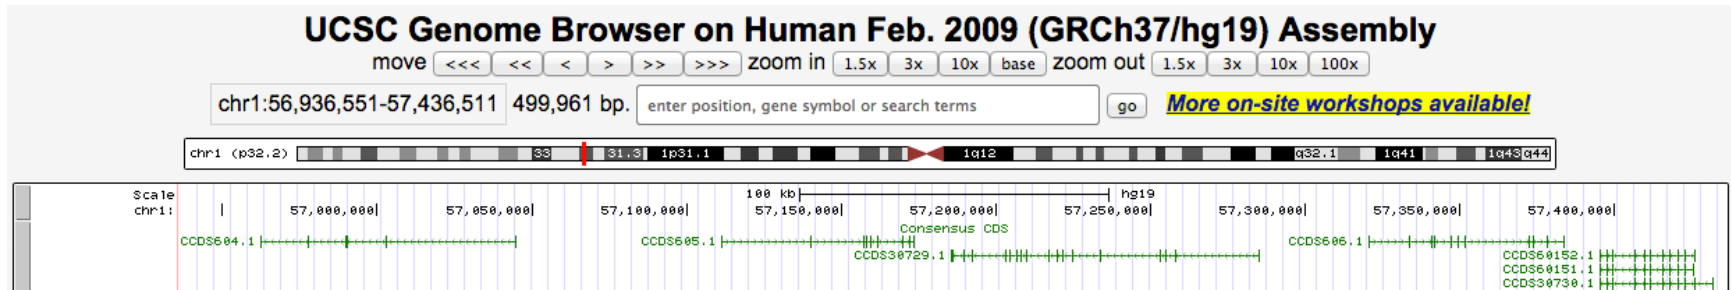 UCSC Genome Browser on Human Feb. 2009 (GRCh37/hg19) Assembly
move <<< << < > >> >>> zoom in 1.5x 3x 10x base zoom out 1.5x 3x 10x 100x
chr1:56,936,551-57,436,511 499,961 bp. enter position, gene symbol or search terms go More on-site workshops available!
chr1 (p32.2) 33 31.3 1p31.1 1q12 q32.1 1q41 1q43 q44
Scale 100 kb hg19
chr1: 57,000,000 57,050,000 57,100,000 57,150,000 57,200,000 57,250,000 57,300,000 57,350,000 57,400,000
Consensus CDS
CCDS604.1 CCDS605.1 CCDS606.1
CCDS30729.1 CCDS60152.1
CCDS60151.1
CCDS30730.1